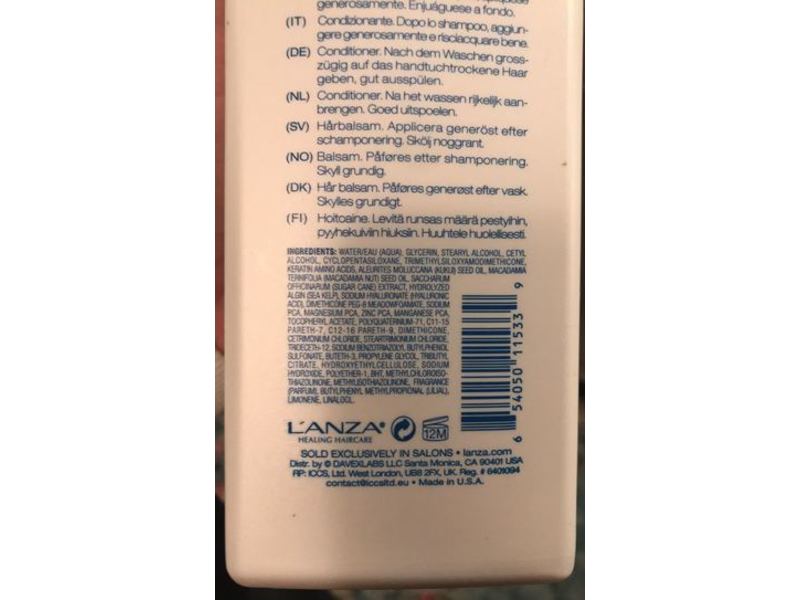 generosamente. Enjuáguese a fondo.
(IT) Condizionante. Dopo lo shampoo, aggiun-
gere generosamente e risciacquare bene.
(DE) Conditioner. Nach dem Waschen gross-
zügig auf das handtuchtrockene Haar
geben, gut ausspülen.
(NL) Conditioner. Na het wassen rijkelijk aan-
brengen. Goed uitspoelen.
(SV) Hårbalsam. Applicera generöst efter
schamponering. Skölj noggrant.
(NO) Balsam. Påføres etter shamponering.
Skyll grundig.
(DK) Hår balsam. Påføres generøst efter vask.
Skylles grundigt.
(FI) Hoitoaine. Levitä runsas määrä pestyihin,
pyyhekuiviin hiuksiin. Huuhtele huolellisesti.
INGREDIENTS: WATER/EAU (AQUA), GLYCERIN, STEARYL ALCOHOL, CETYL
ALCOHOL, CYCLOPENTASILOXANE, TRIMETHYLSILOXYAMODIMETHICONE,
KERATIN AMINO ACIDS, ALEURITES MOLUCCANA (KUKUI) SEED OIL, MACADAMIA
TERNIFOLIA (MACADAMIA NUT) SEED OIL, SACCHARUM
OFFICINARUM (SUGAR CANE) EXTRACT, HYDROLYZED
ALGIN (SEA KELP), SODIUM HYALURONATE (HYALURONIC
ACID), DIMETHICONE PEG-8 MEADOWFOAMATE, SODIUM
PCA, MAGNESIUM PCA, ZINC PCA, MANGANESE PCA,
TOCOPHERYL ACETATE, POLYQUATERNIUM-71, C11-15
PARETH-7, C12-16 PARETH-9, DIMETHICONE,
CETRIMONIUM CHLORIDE, STEARTRIMONIUM CHLORIDE,
TRIDECETH-12, SODIUM BENZOTRIAZOLYL BUTYLPHENOL
SULFONATE, BUTETH-3, PROPYLENE GLYCOL, TRIBUTYL
CITRATE, HYDROXYETHYLCELLULOSE, SODIUM
HYDROXIDE, POLYETHER-1, BHT, METHYLCHLOROISO-
THIAZOLINONE, METHYLISOTHIAZOLINONE, FRAGRANCE
(PARFUM), BUTYLPHENYL METHYLPROPIONAL (LILIAL),
LIMONENE, LINALOOL.
6 54050 11533 9
L'ANZA®
HEALING HAIRCARE
12M
SOLD EXCLUSIVELY IN SALONS • lanza.com
Distr. by © DAVEXLABS LLC Santa Monica, CA 90401 USA
RP: ICCS, Ltd. West London, UB8 2FX, UK. Reg. # 6401094
contact@iccsltd.eu • Made in U.S.A.